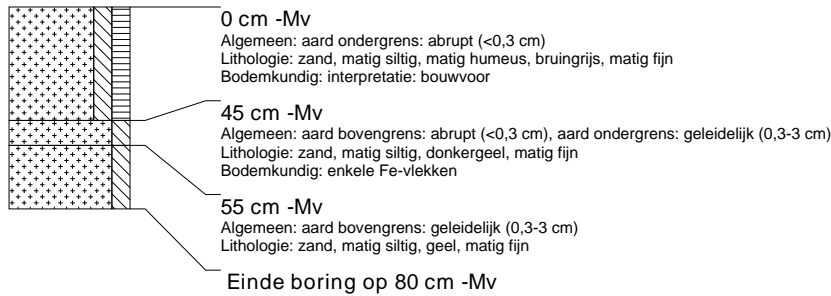 0 cm -Mv
Algemeen: aard ondergrens: abrupt (<0,3 cm)
Lithologie: zand, matig siltig, matig humeus, bruingrijs, matig fijn
Bodemkundig: interpretatie: bouwvoor
45 cm -Mv
Algemeen: aard bovengrens: abrupt (<0,3 cm), aard ondergrens: geleidelijk (0,3-3 cm)
Lithologie: zand, matig siltig, donkergeel, matig fijn
Bodemkundig: enkele Fe-vlekken
55 cm -Mv
Algemeen: aard bovengrens: geleidelijk (0,3-3 cm)
Lithologie: zand, matig siltig, geel, matig fijn
Einde boring op 80 cm -Mv